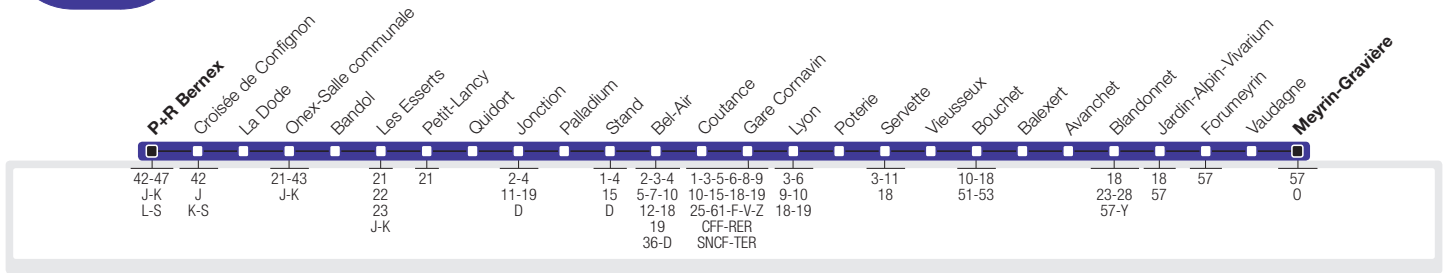 P+R Bernex
Croisée de Confignon
La Dode
Onex-Salle communale
Bandol
Les Esserts
Petit-Lancy
Quidort
Jonction
Palladium
Stand
Bel-Air
Coutance
Gare Cornavin
Lyon
Poterie
Servette
Vieusseux
Bouchet
Balexert
Avanchet
Blandonnet
Jardin-Alpin-Vivarium
Forumeyrin
Vaudagne
Meyrin-Gravière
42-47
J-K
L-S
42
J
K-S
21-43
J-K
21
22
23
J-K
21
2-4
11-19
D
1-4
15
D
2-3-4
5-7-10
12-18
19
36-D
1-3-5-6-8-9
10-15-18-19
25-61-F-V-Z
CFF-RER
SNCF-TER
3-6
9-10
18-19
3-11
18
10-18
51-53
18
23-28
57-Y
18
57
57
57
O